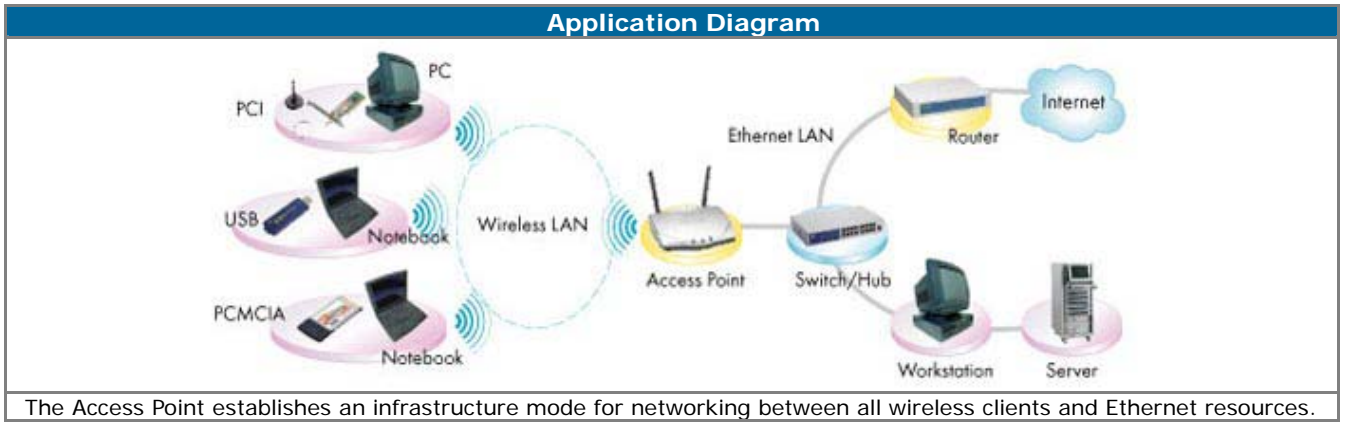 Application Diagram
PC
PCI
USB
Notebook
PCMCIA
Notebook
Wireless LAN
Access Point
Ethernet LAN
Switch/Hub
Router
Internet
Workstation
Server
The Access Point establishes an infrastructure mode for networking between all wireless clients and Ethernet resources.